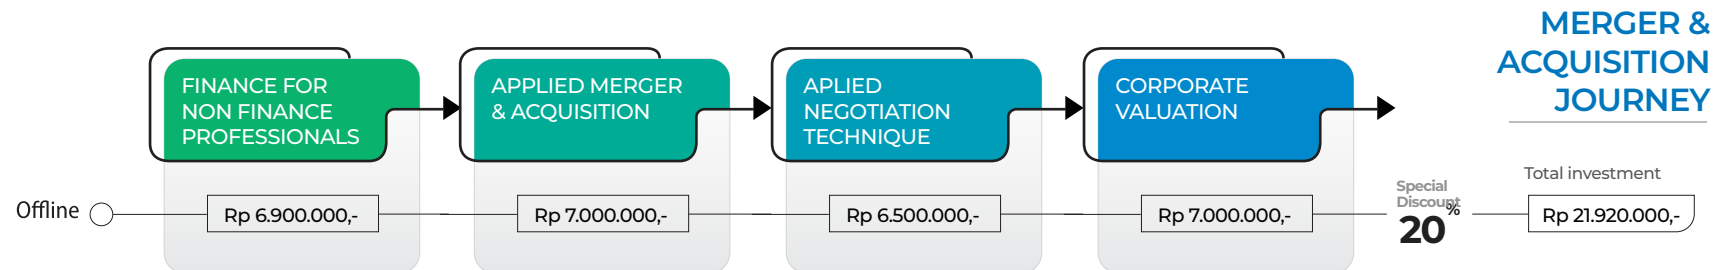 MERGER &
ACQUISITION
JOURNEY
FINANCE FOR
NON FINANCE
PROFESSIONALS
APPLIED MERGER
& ACQUISITION
APLIED
NEGOTIATION
TECHNIQUE
CORPORATE
VALUATION
Offline
Rp 6.900.000,-
Rp 7.000.000,-
Rp 6.500.000,-
Rp 7.000.000,-
Special
Discount
20%
Total investment
Rp 21.920.000,-